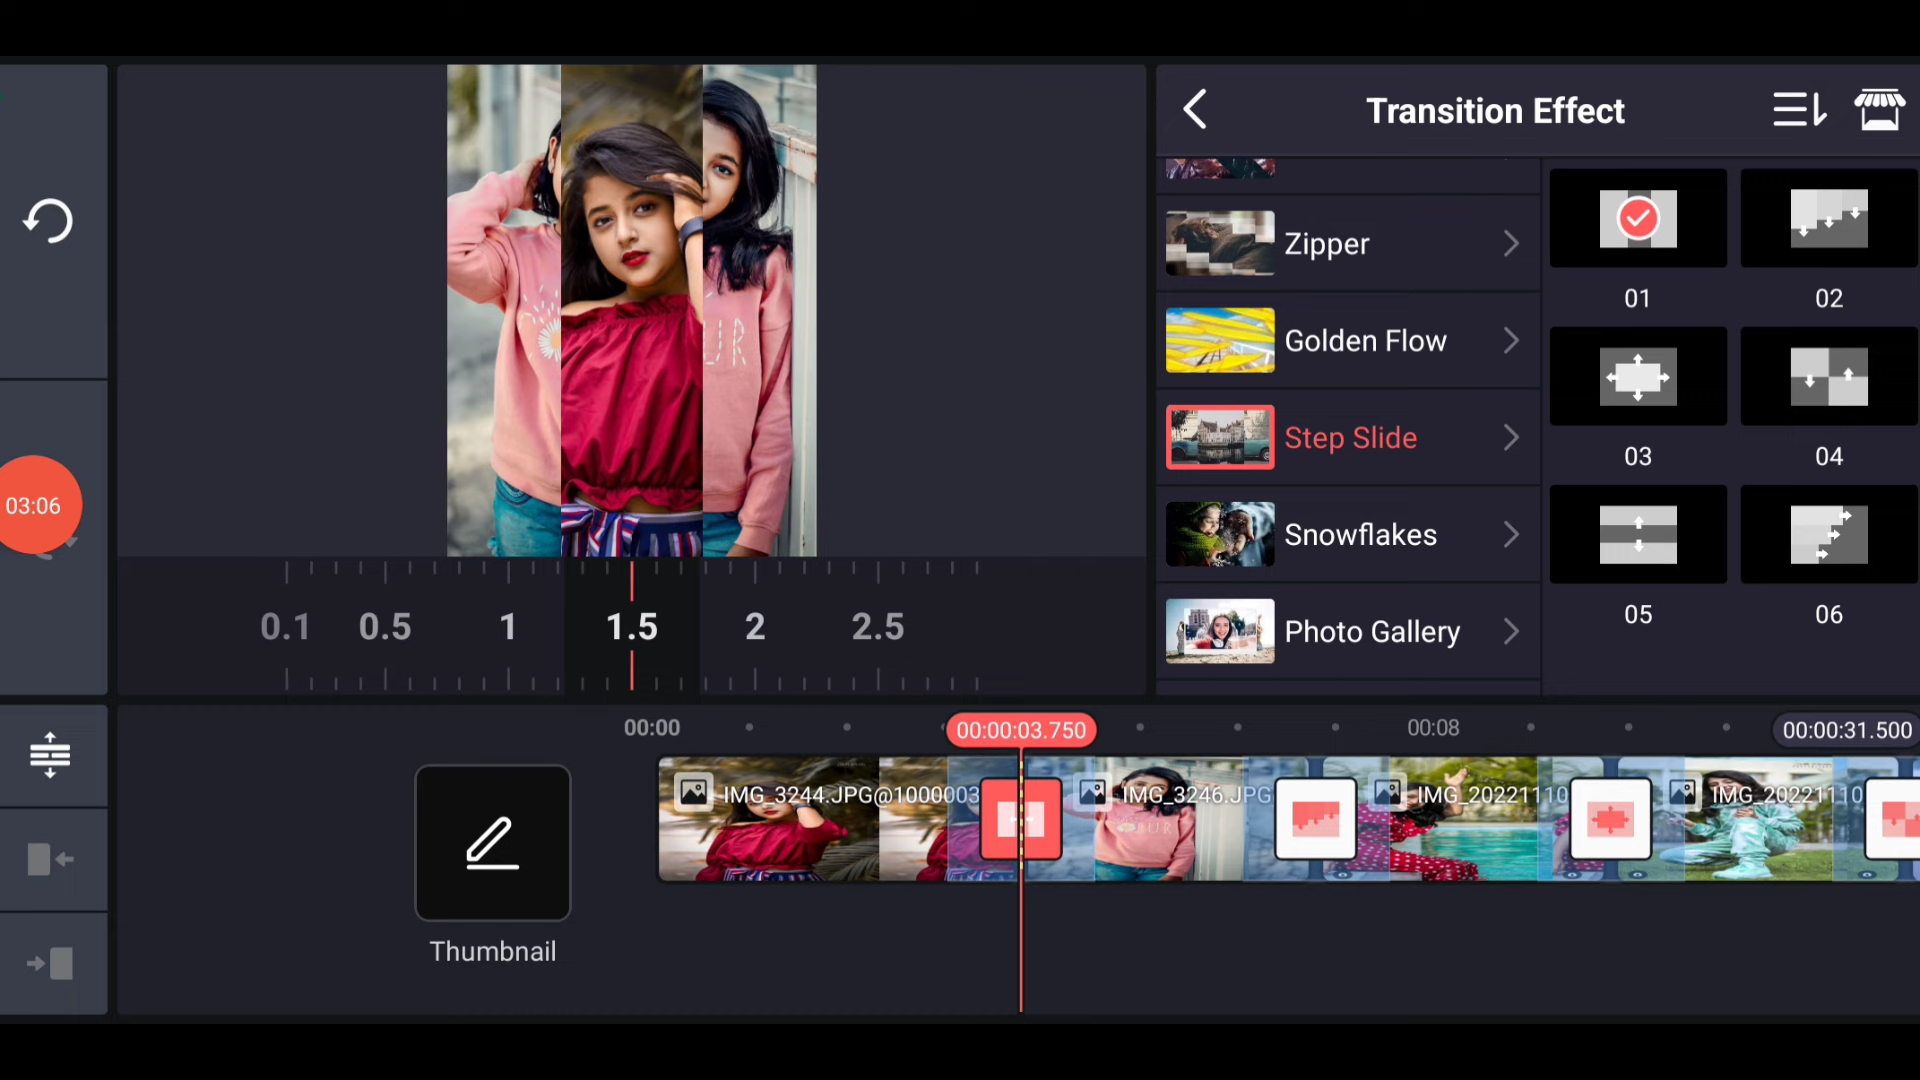 Transition Effect
Zipper
Golden Flow
Step Slide
Snowflakes
Photo Gallery
01
02
03
04
05
06
03:06
0.1
0.5
1
1.5
2
2.5
00:00
00:00:03.750
00:08
00:00:31.500
IMG_3244.JPG@1000003
IMG_3246.JPG
IMG_20221110
IMG_20221110
Thumbnail